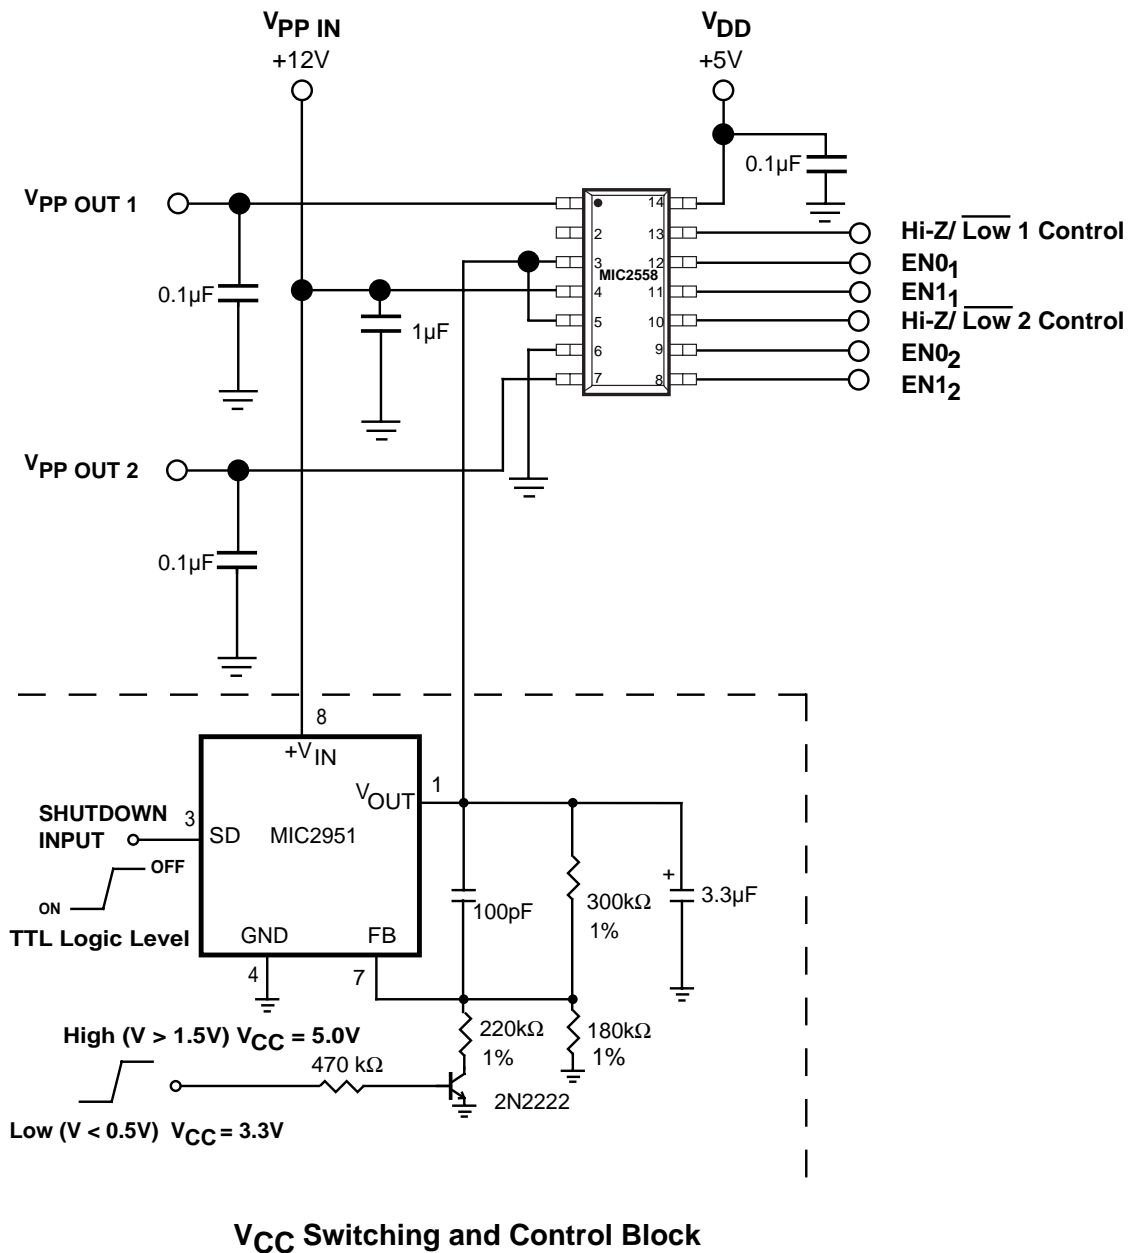 VPP IN
+12V
VDD
+5V
0.1µF
VPP OUT 1
14
2
13
3
12
MIC2558
4
11
5
10
6
9
7
8
Hi-Z/ Low 1 Control
EN01
EN11
Hi-Z/ Low 2 Control
EN02
EN12
0.1µF
1µF
VPP OUT 2
0.1µF
8
+VIN
1
VOUT
SHUTDOWN
INPUT
3
SD
MIC2951
OFF
ON
TTL Logic Level
GND
FB
4
7
100pF
300kΩ
1%
+
3.3µF
220kΩ
1%
180kΩ
1%
High (V > 1.5V) VCC = 5.0V
470 kΩ
2N2222
Low (V < 0.5V) VCC = 3.3V
VCC Switching and Control Block